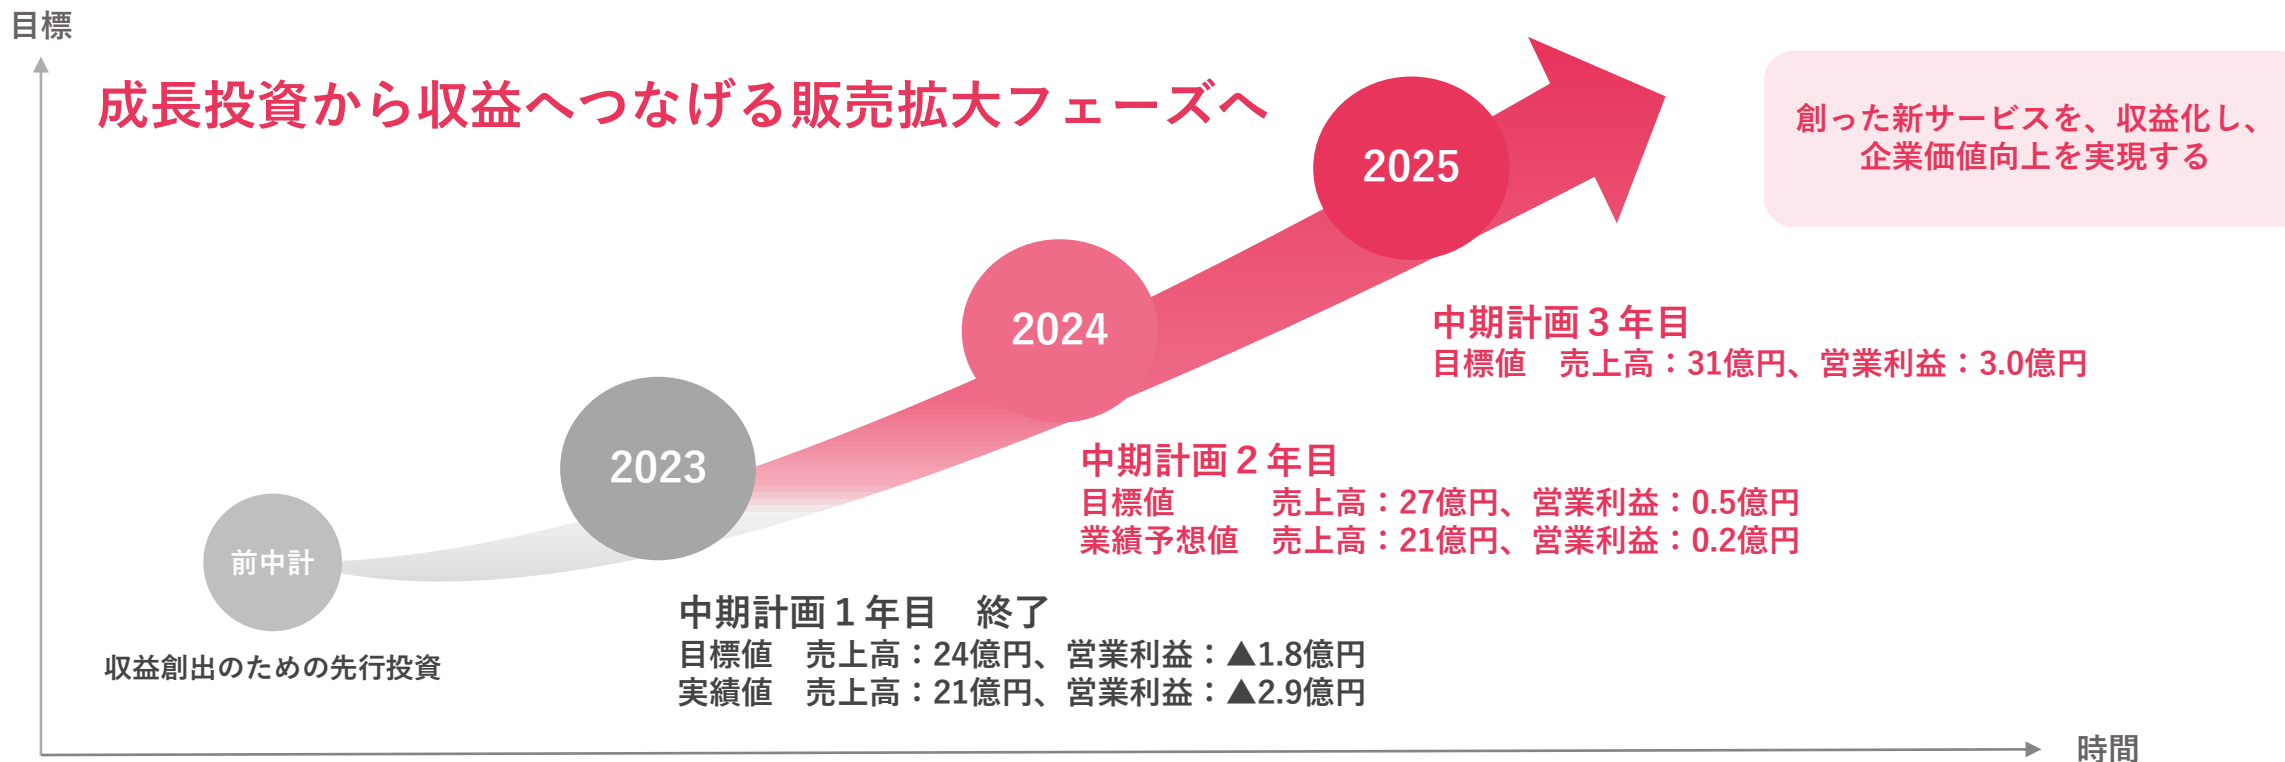 目標
成長投資から収益へつなげる販売拡大フェーズへ
創った新サービスを、収益化し、
企業価値向上を実現する
2025
中期計画３年目
目標値　売上高：31億円、営業利益：3.0億円
2024
中期計画２年目
目標値　　　売上高：27億円、営業利益：0.5億円
業績予想値　売上高：21億円、営業利益：0.2億円
2023
中期計画１年目　終了
目標値　売上高：24億円、営業利益：▲1.8億円
実績値　売上高：21億円、営業利益：▲2.9億円
前中計
収益創出のための先行投資
時間